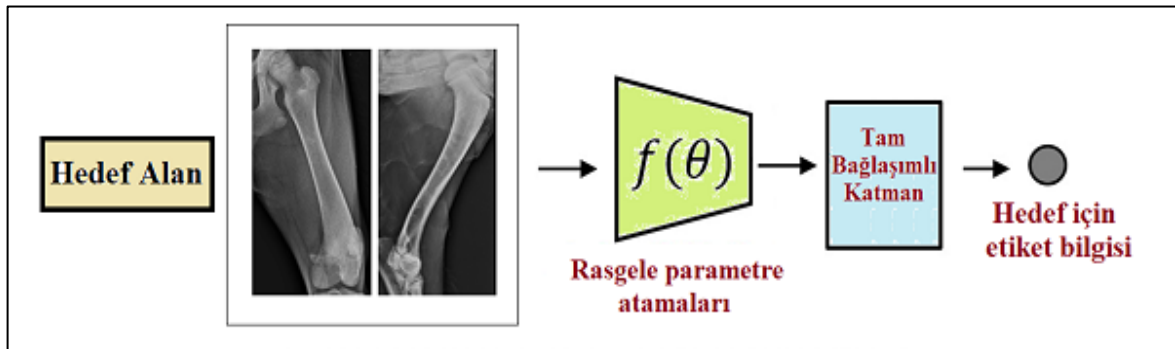 Hedef Alan
f(θ)
Rasgele parametre
atamaları
Tam
Bağlaşımlı
Katman
Hedef için
etiket bilgisi